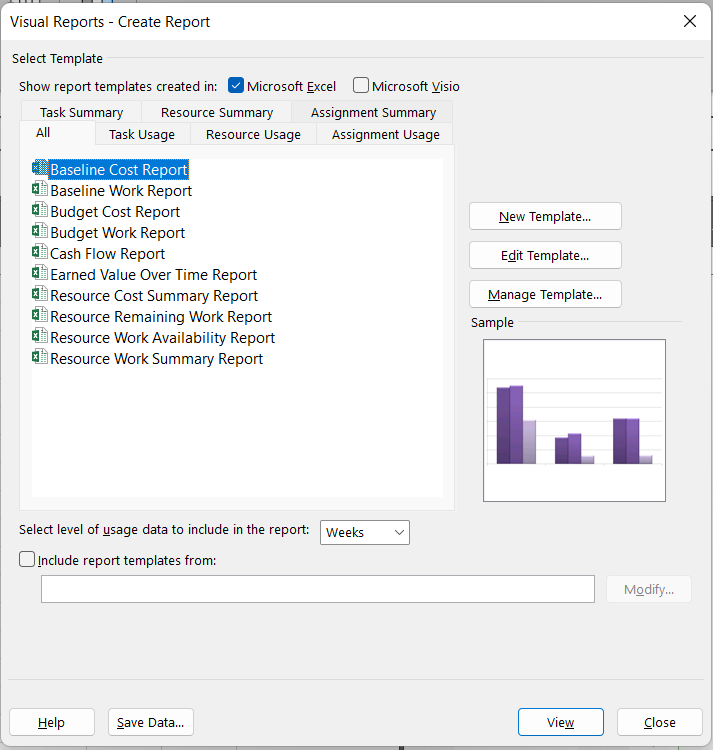 Visual Reports - Create Report
Select Template
Show report templates created in: Microsoft Excel Microsoft Visio
Task Summary Resource Summary Assignment Summary
All Task Usage Resource Usage Assignment Usage
Baseline Cost Report
Baseline Work Report
Budget Cost Report
Budget Work Report
Cash Flow Report
Earned Value Over Time Report
Resource Cost Summary Report
Resource Remaining Work Report
Resource Work Availability Report
Resource Work Summary Report
New Template...
Edit Template...
Manage Template...
Sample
Select level of usage data to include in the report: Weeks
Include report templates from:
Modify...
Help Save Data... View Close